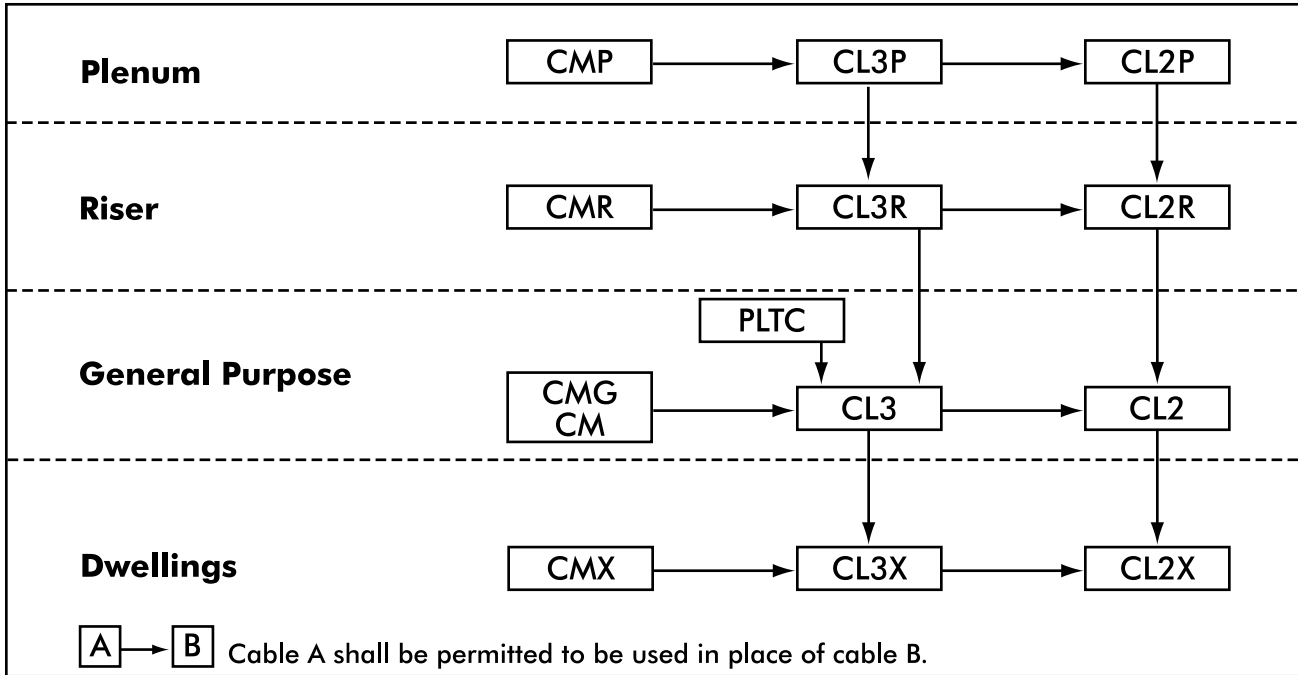 Plenum
CMP
CL3P
CL2P
Riser
CMR
CL3R
CL2R
PLTC
General Purpose
CMG
CM
CL3
CL2
Dwellings
CMX
CL3X
CL2X
A
B
Cable A shall be permitted to be used in place of cable B.